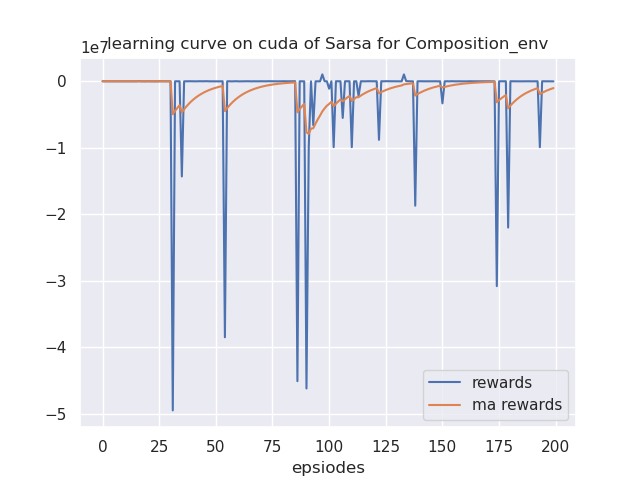 learning curve on cuda of Sarsa for Composition_env
1e7
0
−1
−2
−3
−4
−5
0 25 50 75 100 125 150 175 200
epsiodes
rewards
ma rewards